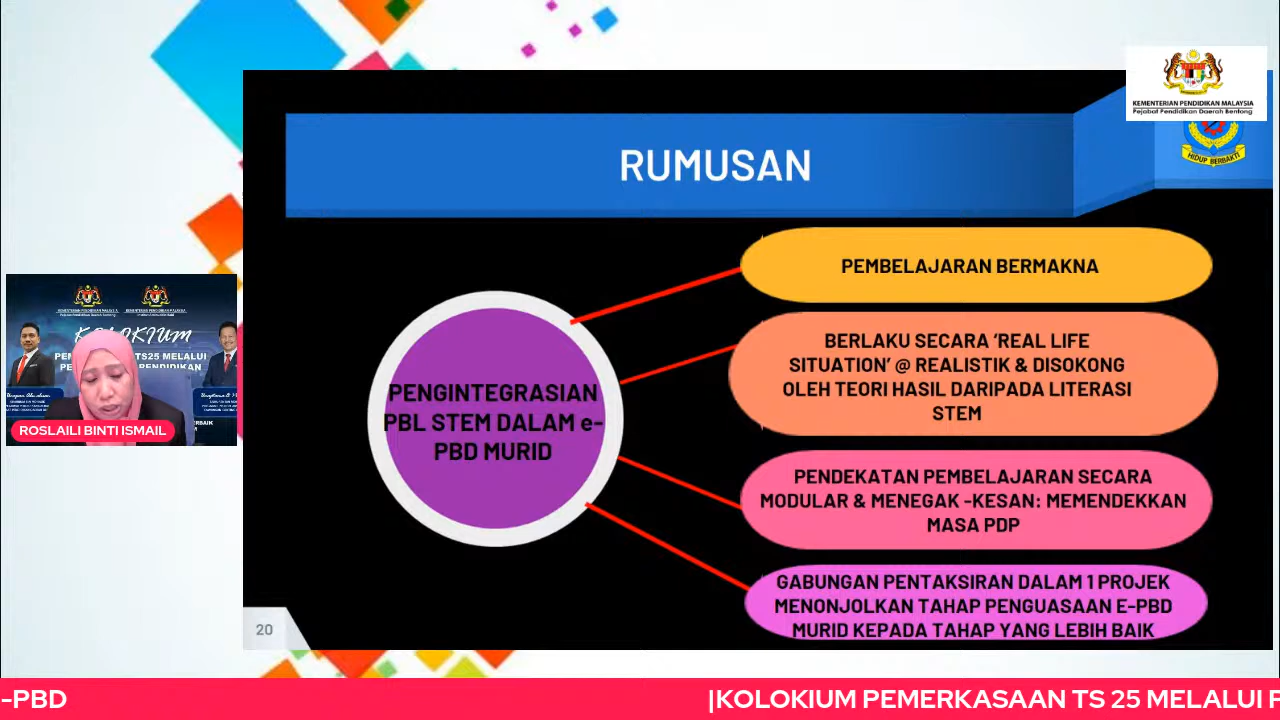 KEMENTERIAN PENDIDIKAN MALAYSIA
Pejabat Pendidikan Daerah Bentong
HIDUP BERBAKTI
RUMUSAN
PENGINTEGRASIAN
PBL STEM DALAM e-
PBD MURID
PEMBELAJARAN BERMAKNA
BERLAKU SECARA ‘REAL LIFE
SITUATION’ @ REALISTIK & DISOKONG
OLEH TEORI HASIL DARIPADA LITERASI
STEM
PENDEKATAN PEMBELAJARAN SECARA
MODULAR & MENEGAK -KESAN: MEMENDEKKAN
MASA PDP
GABUNGAN PENTAKSIRAN DALAM 1 PROJEK
MENONJOLKAN TAHAP PENGUASAAN E-PBD
MURID KEPADA TAHAP YANG LEBIH BAIK
20
KOLOKIUM
TS25 MELALUI
ROSLAILI BINTI ISMAIL
-PBD
|KOLOKIUM PEMERKASAAN TS 25 MELALUI P